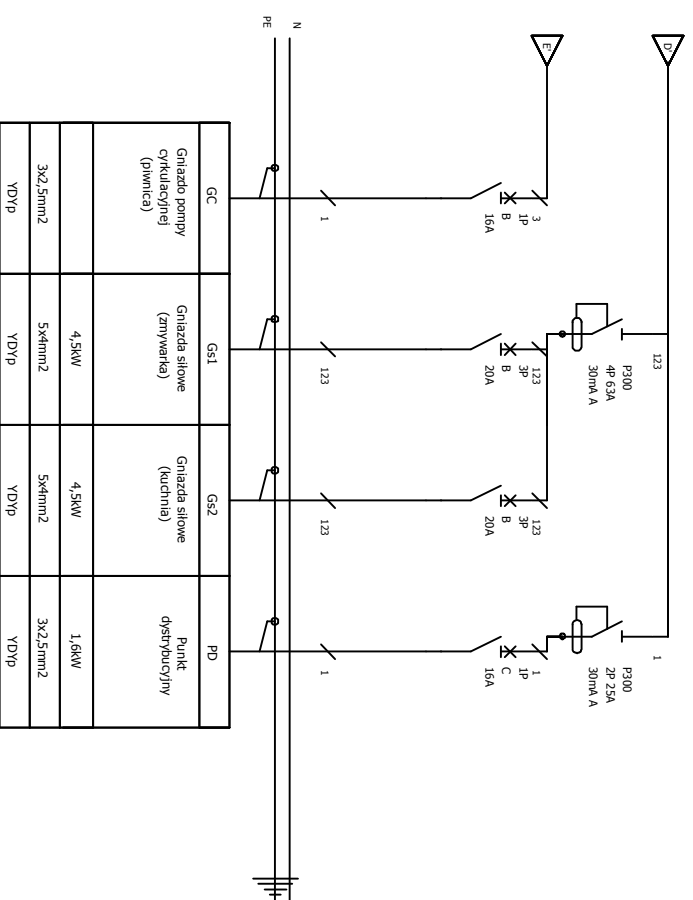 D'
E'
123
1
P300
4P 63A
30mA A
P300
2P 25A
30mA A
3
1P
B
16A
123
3P
B
20A
123
3P
B
20A
1
1P
C
16A
1
123
123
1
N
PE
GC
Gs1
Gs2
PD
Gniazdo pompy
cyrkulacyjnej
(piwnica)
Gniazda siłowe
(zmywarka)
Gniazda siłowe
(kuchnia)
Punkt
dystrybucyjny
4,5kW
4,5kW
1,6kW
3x2,5mm2
5x4mm2
5x4mm2
3x2,5mm2
YDYp
YDYp
YDYp
YDYp